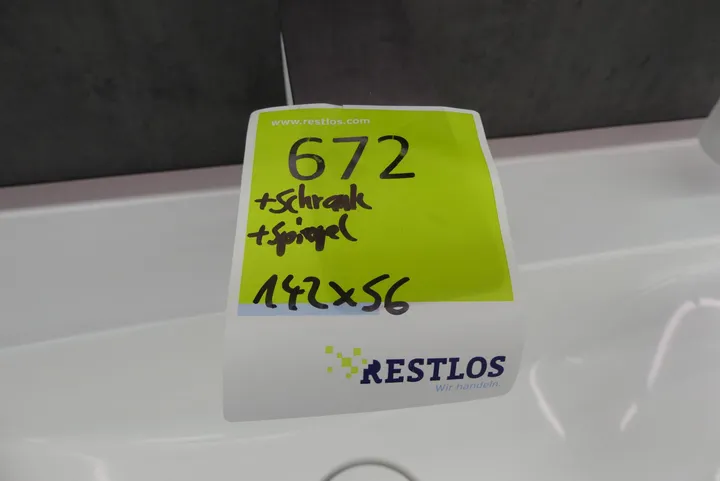 www.restlos.com
672
+Schrank
+Spiegel
142x56
RESTLOS
Wir handeln.